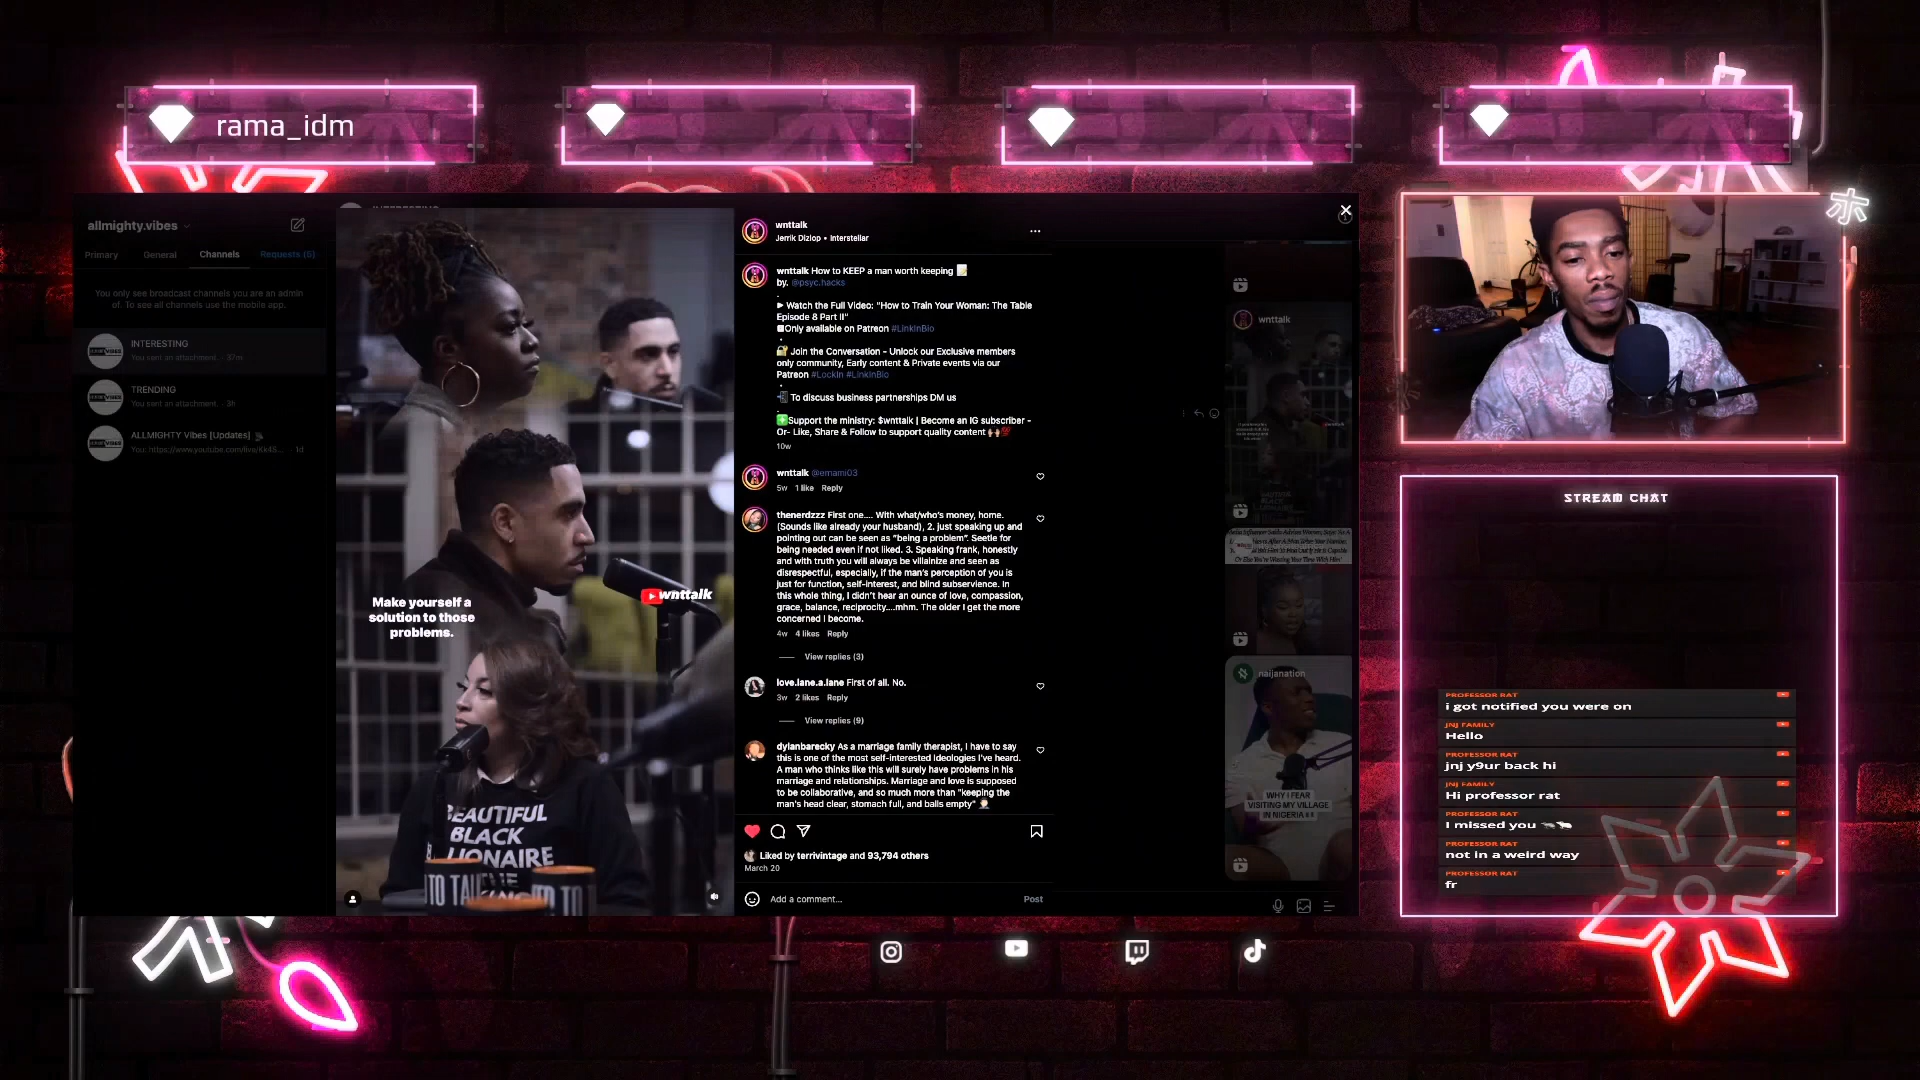 rama_idm
allmighty.vibes
Primary General Channels Requests (5)
You only see broadcast channels you are an admin
of. To see all channels use the mobile app.
INTERESTING
You sent an attachment. · 37m
TRENDING
You sent an attachment. · 3h
ALLMIGHTY Vibes [Updates]
You: https://www.youtube.com/live/ · 1d
Make yourself a
solution to those
problems.
wnttalk
BEAUTIFUL
BLACK
wnttalk
Jerrik Dizlop • Interstellar
wnttalk How to KEEP a man worth keeping 📝
by. @psyc.hacks
.
▶ Watch the Full Video: "How to Train Your Woman: The Table
Episode 8 Part II"
Only available on Patreon #LinkInBio
.
🔐 Join the Conversation - Unlock our Exclusive members
only community, Early content & Private events via our
Patreon #LockIn #LinkInBio
.
📲 To discuss business partnerships DM us
.
Support the ministry: $wnttalk | Become an IG subscriber -
Or- Like, Share & Follow to support quality content 🙌🏽💯
10w
wnttalk @emami03
5w 1 like Reply
thenerdzzz First one.... With what/who's money, home.
(Sounds like already your husband), 2. just speaking up and
pointing out can be seen as "being a problem". Seetle for
being needed even if not liked. 3. Speaking frank, honestly
and with truth you will always be villainize and seen as
disrespectful, especially, if the man's perception of you is
just for function, self-interest, and blind subservience. In
this whole thing, I didn't hear an ounce of love, compassion,
grace, balance, reciprocity....mhm. The older I get the more
concerned I become.
4w 4 likes Reply
View replies (3)
love.lane.a.lane First of all. No.
3w 2 likes Reply
View replies (9)
dylanbarecky As a marriage family therapist, I have to say
this is one of the most self-interested ideologies I've heard.
A man who thinks like this will surely have problems in his
marriage and relationships. Marriage and love is supposed
to be collaborative, and so much more than "keeping the
man's head clear, stomach full, and balls empty"
Liked by terrivintage and 93,794 others
March 20
Add a comment... Post
wnttalk
naijanation
WHY I FEAR
VISITING MY VILLAGE
IN NIGERIA
STREAM CHAT
PROFESSOR RAT
i got notified you were on
JNJ FAMILY
Hello
PROFESSOR RAT
jnj y9ur back hi
JNJ FAMILY
Hi professor rat
PROFESSOR RAT
I missed you 🐀🐁
PROFESSOR RAT
not in a weird way
PROFESSOR RAT
fr